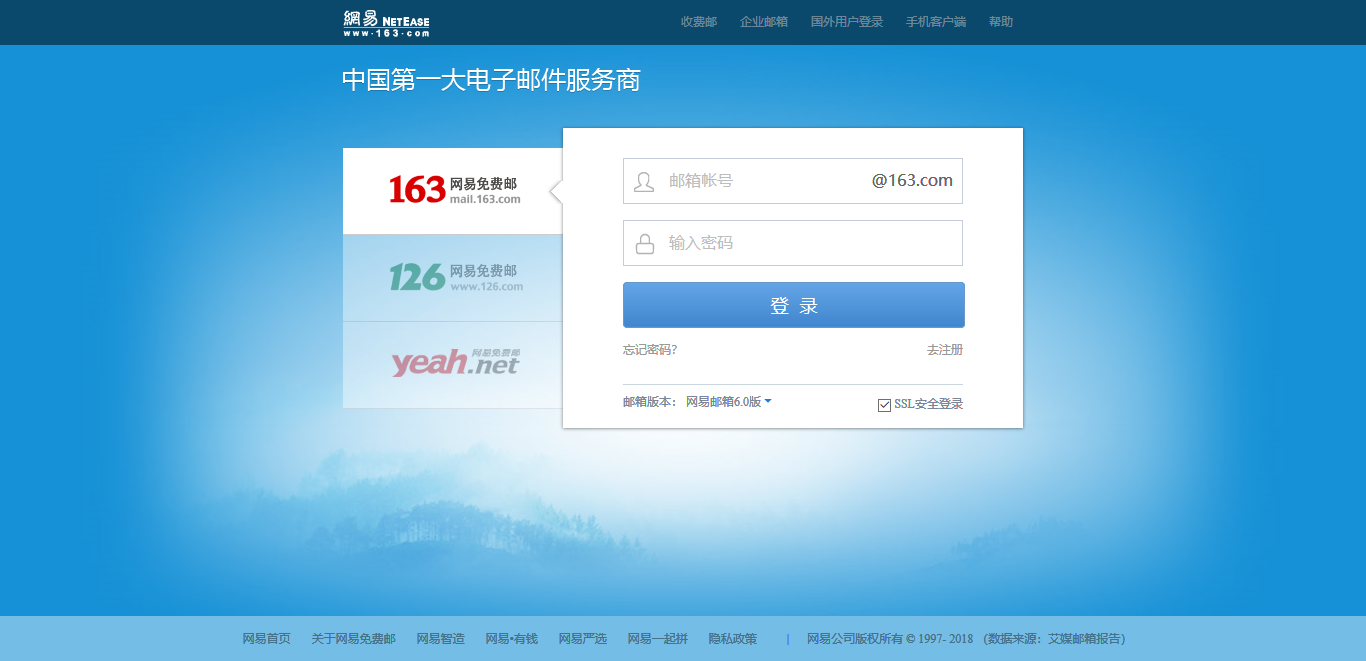 網易 NETEASE
www·163·com
收费邮 企业邮箱 国外用户登录 手机客户端 帮助
中国第一大电子邮件服务商
163 网易免费邮
mail.163.com
126 网易免费邮
www.126.com
yeah.net 网易免费邮
邮箱帐号 @163.com
输入密码
登 录
忘记密码? 去注册
邮箱版本: 网易邮箱6.0版 SSL安全登录
网易首页 关于网易免费邮 网易智造 网易•有钱 网易严选 网易一起拼 隐私政策 | 网易公司版权所有 © 1997- 2018 (数据来源：艾媒邮箱报告)